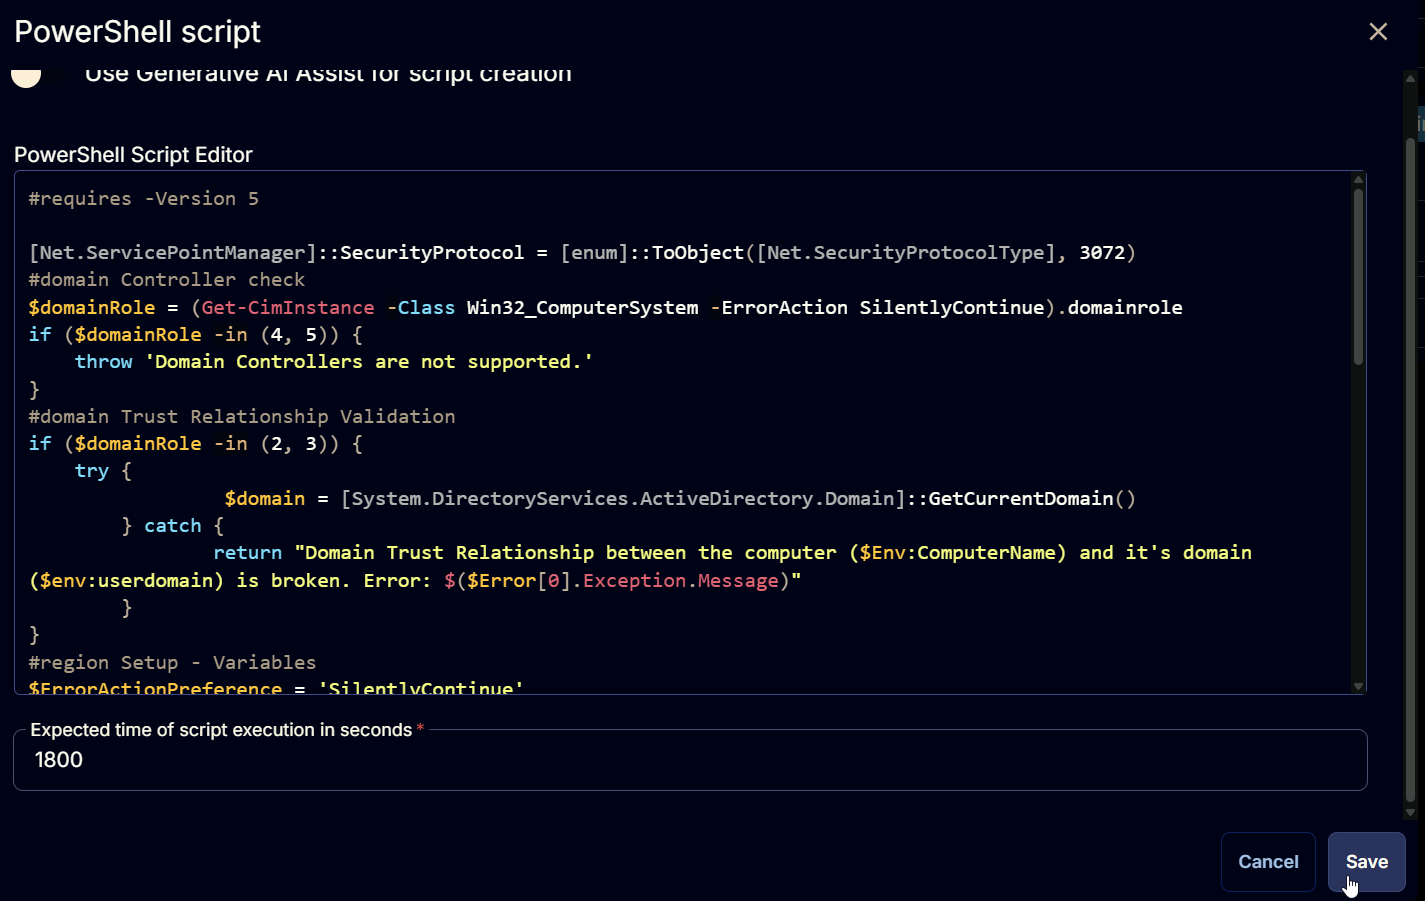 PowerShell script
Use Generative AI Assist for script creation
PowerShell Script Editor
#requires -Version 5
[Net.ServicePointManager]::SecurityProtocol = [enum]::ToObject([Net.SecurityProtocolType], 3072)
#domain Controller check
$domainRole = (Get-CimInstance -Class Win32_ComputerSystem -ErrorAction SilentlyContinue).domainrole
if ($domainRole -in (4, 5)) {
    throw 'Domain Controllers are not supported.'
}
#domain Trust Relationship Validation
if ($domainRole -in (2, 3)) {
    try {
                 $domain = [System.DirectoryServices.ActiveDirectory.Domain]::GetCurrentDomain()
        } catch {
                return "Domain Trust Relationship between the computer ($Env:ComputerName) and it's domain
($env:userdomain) is broken. Error: $($Error[0].Exception.Message)"
        }
}
#region Setup - Variables
$ErrorActionPreference = 'SilentlyContinue'
Expected time of script execution in seconds *
1800
Cancel
Save